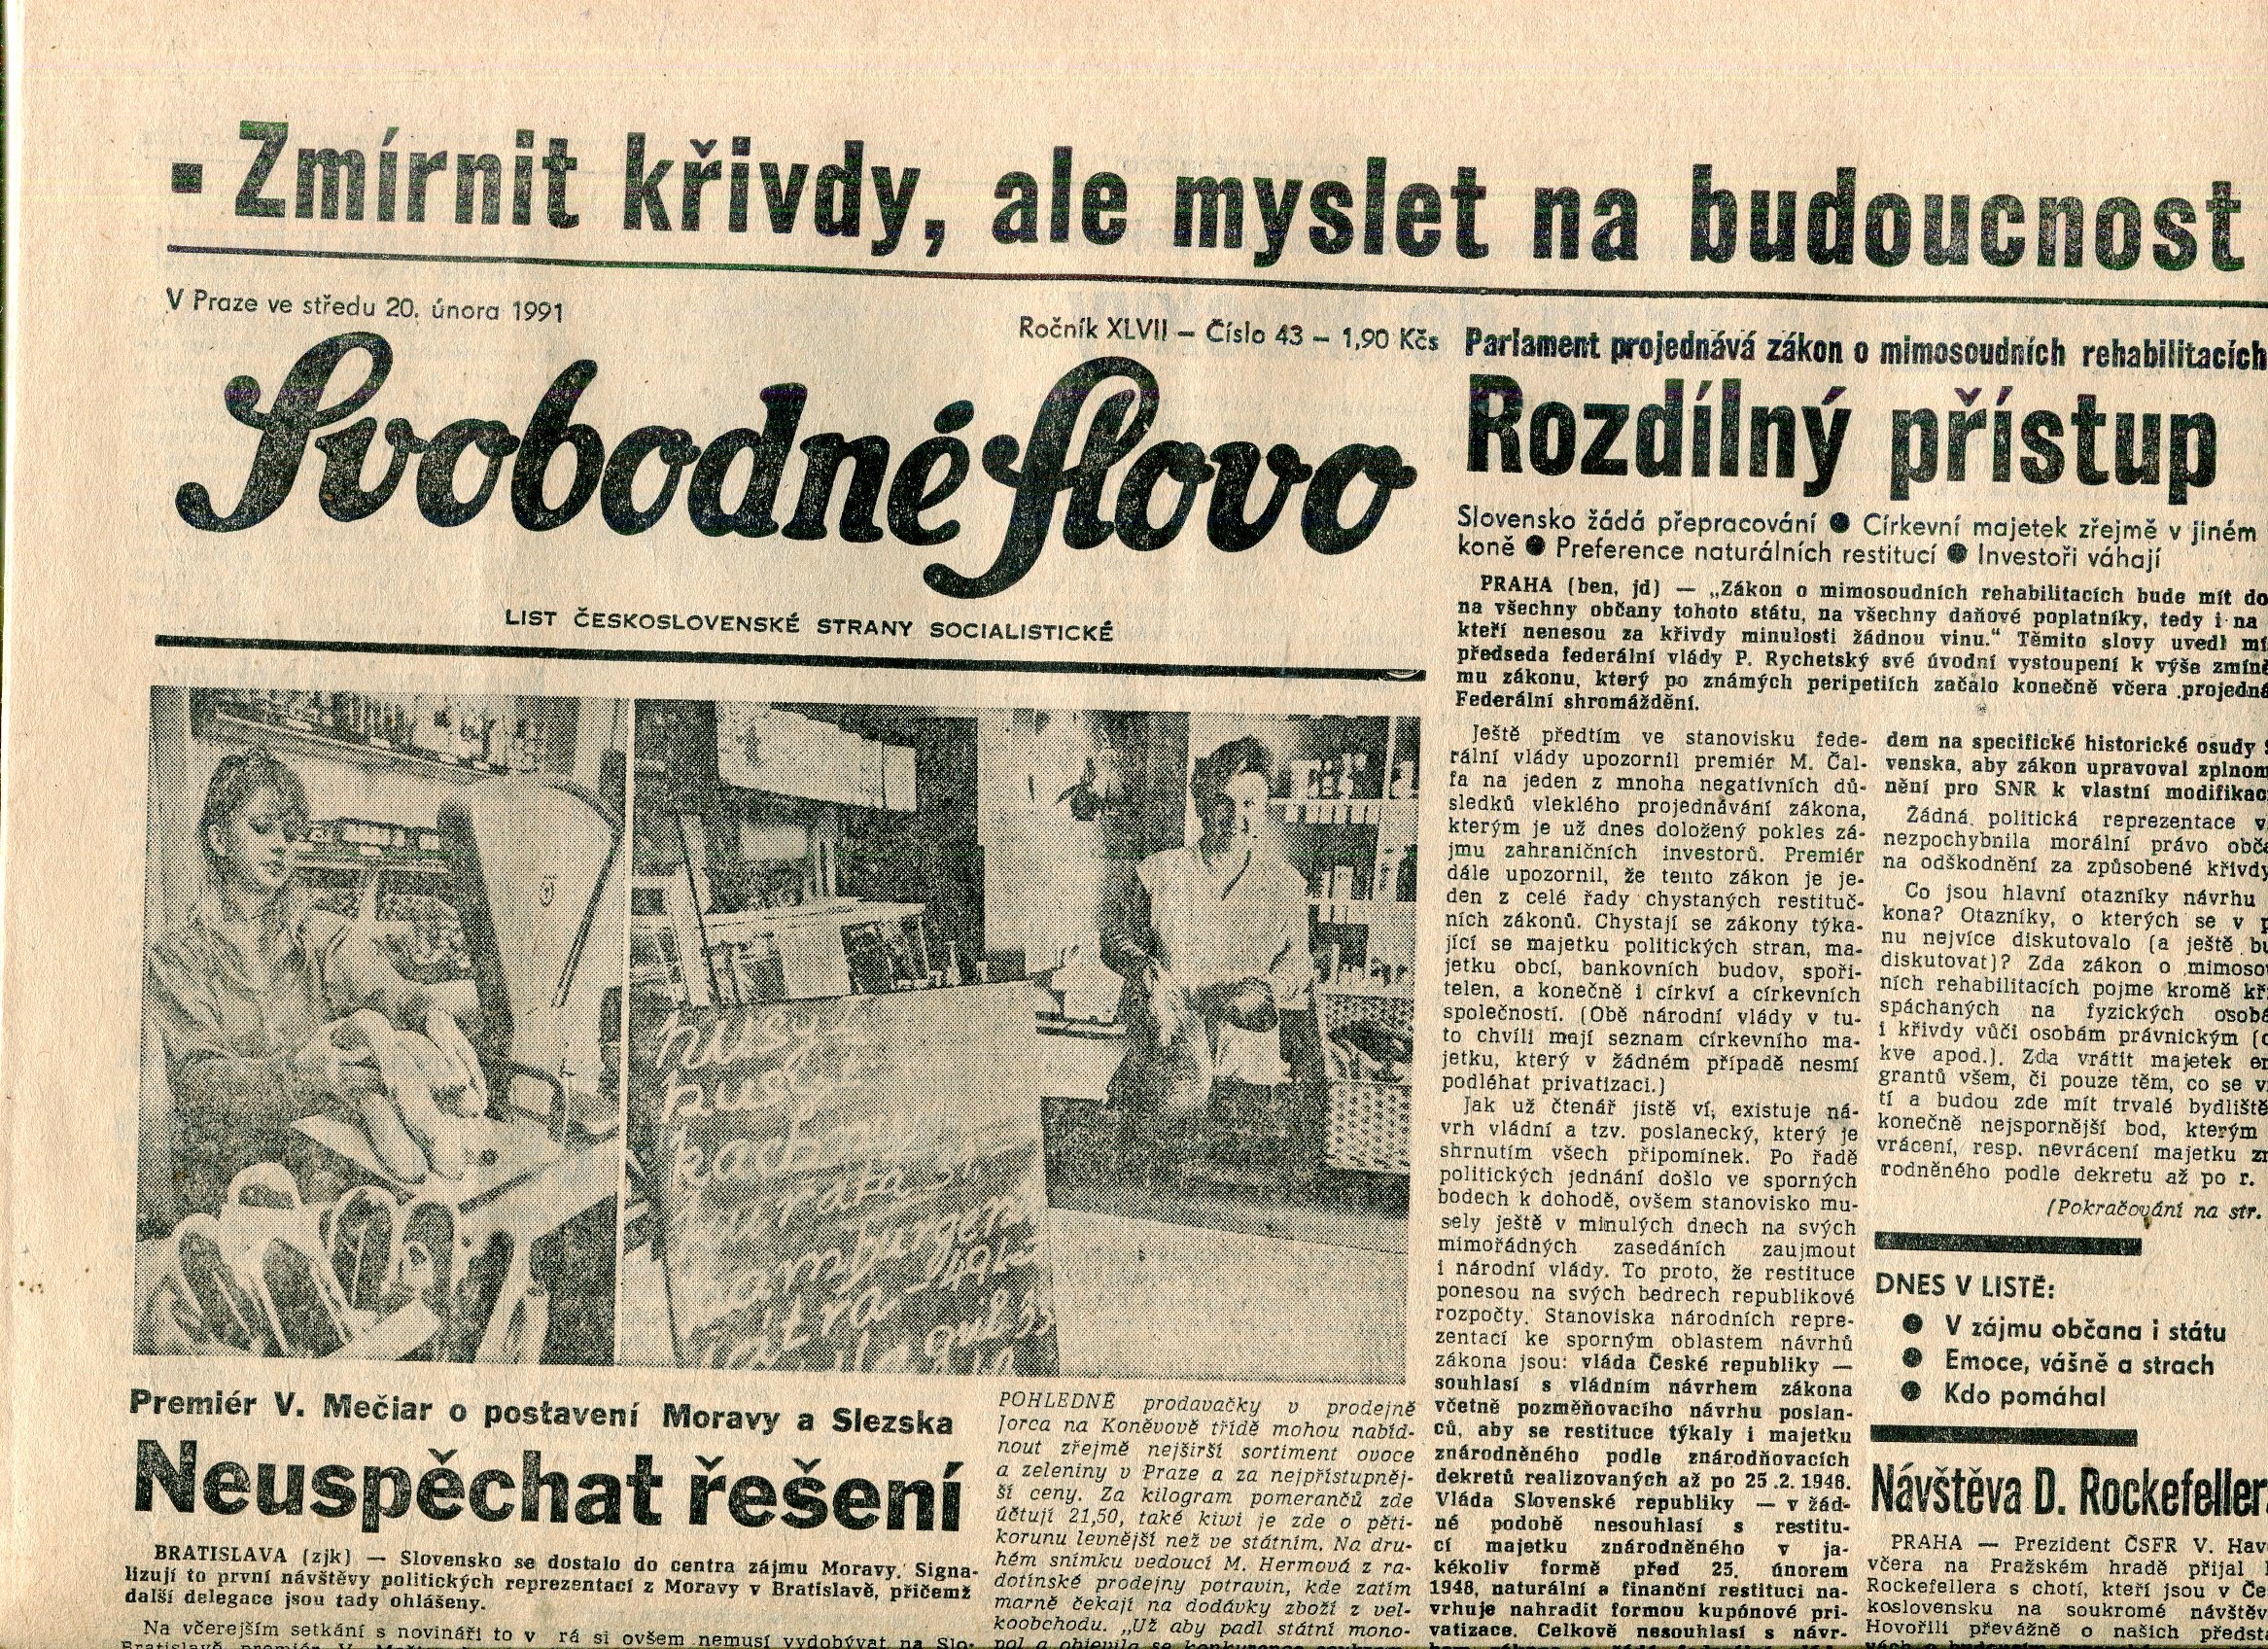 Zmírnit křivdy, ale myslet na budoucnost
V Praze ve středu 20. února 1991
Ročník XLVII — Číslo 43 — 1,90 Kčs
Svobodné slovo
LIST ČESKOSLOVENSKÉ STRANY SOCIALISTICKÉ
Parlament projednává zákon o mimosoudních rehabilitacích
Rozdílný přístup
Slovensko žádá přepracování ● Církevní majetek zřejmě v jiném
koně ● Preference naturálních restitucí ● Investoři váhají
PRAHA (ben, jd) — „Zákon o mimosoudních rehabilitacích bude mít do
na všechny občany tohoto státu, na všechny daňové poplatníky, tedy i na
kteří nenesou za křivdy minulosti žádnou vinu.“ Těmito slovy uvedl mí
předseda federální vlády P. Rychetský své úvodní vystoupení k výše zmíně
mu zákonu, který po známých peripetiích začalo konečně včera projedná
Federální shromáždění.
Ještě předtím ve stanovisku fede-
rální vlády upozornil premiér M. Čal-
fa na jeden z mnoha negativních dů-
sledků vleklého projednávání zákona,
kterým je už dnes doložený pokles zá-
jmu zahraničních investorů. Premiér
dále upozornil, že tento zákon je je-
den z celé řady chystaných restituč-
ních zákonů. Chystají se zákony týka-
jící se majetku politických stran, ma-
jetku obcí, bankovních budov, spoři-
telen, a konečně i církví a církevních
společností. (Obě národní vlády v tu-
to chvíli mají seznam církevního ma-
jetku, který v žádném případě nesmí
podléhat privatizaci.)
Jak už čtenář jistě ví, existuje ná-
vrh vládní a tzv. poslanecký, který je
shrnutím všech připomínek. Po řadě
politických jednání došlo ve sporných
bodech k dohodě, ovšem stanovisko mu-
sely ještě v minulých dnech na svých
mimořádných zasedáních zaujmout
i národní vlády. To proto, že restituce
ponesou na svých bedrech republikové
rozpočty. Stanoviska národních repre-
zentací ke sporným oblastem návrhů
zákona jsou: vláda České republiky —
souhlasí s vládním návrhem zákona
včetně pozměňovacího návrhu poslan-
ců, aby se restituce týkaly i majetku
znárodněného podle znárodňovacích
dekretů realizovaných až po 25.2.1948.
Vláda Slovenské republiky — v žád-
né podobě nesouhlasí s restitu-
cí majetku znárodněného v ja-
kékoliv formě před 25. únorem
1948, naturální a finanční restituci na-
vrhuje nahradit formou kupónové pri-
vatizace. Celkově nesouhlasí s návr-
dem na specifické historické osudy
venska, aby zákon upravoval zplnom
nění pro SNR k vlastní modifikac
Žádná politická reprezentace v
nezpochybnila morální právo obč
na odškodnění za způsobené křivdy
Co jsou hlavní otazníky návrhu
kona? Otazníky, o kterých se v p
nu nejvíce diskutovalo (a ještě bu
diskutovat)? Zda zákon o mimoso
ních rehabilitacích pojme kromě kř
spáchaných na fyzických osobá
i křivdy vůči osobám právnickým (c
kve apod.). Zda vrátit majetek em
grantů všem, či pouze těm, co se v
tí a budou zde mít trvalé bydliště
konečně nejspornější bod, kterým
vrácení, resp. nevrácení majetku zn
rodněného podle dekretu až po r.
(Pokračování na str.
DNES V LISTĚ:
● V zájmu občana i státu
● Emoce, vášně a strach
● Kdo pomáhal
Návštěva D. Rockefeller
PRAHA — Prezident ČSFR V. Hav
včera na Pražském hradě přijal
Rockefellera s chotí, kteří jsou v Če
koslovensku na soukromé návštěv
Hovořili převážně o našich předst
Premiér V. Mečiar o postavení Moravy a Slezska
Neuspěchat řešení
BRATISLAVA (zjk) — Slovensko se dostalo do centra zájmu Moravy. Signa-
lizují to první návštěvy politických reprezentací z Moravy v Bratislavě, přičemž
další delegace jsou tady ohlášeny.
Na včerejším setkání s novináři to v
rá si ovšem nemusí vydobývat na Slo-
POHLEDNÉ prodavačky v prodejně
Jorca na Koněvově třídě mohou nabíd-
nout zřejmě nejširší sortiment ovoce
a zeleniny v Praze a za nejpřístupněj-
ší ceny. Za kilogram pomerančů zde
účtují 21,50, také kiwi je zde o pěti-
korunu levnější než ve státním. Na dru-
hém snímku vedoucí M. Hermová z ra-
dotínské prodejny potravin, kde zatím
marně čekají na dodávky zboží z vel-
koobchodu. „Už aby padl státní mono-